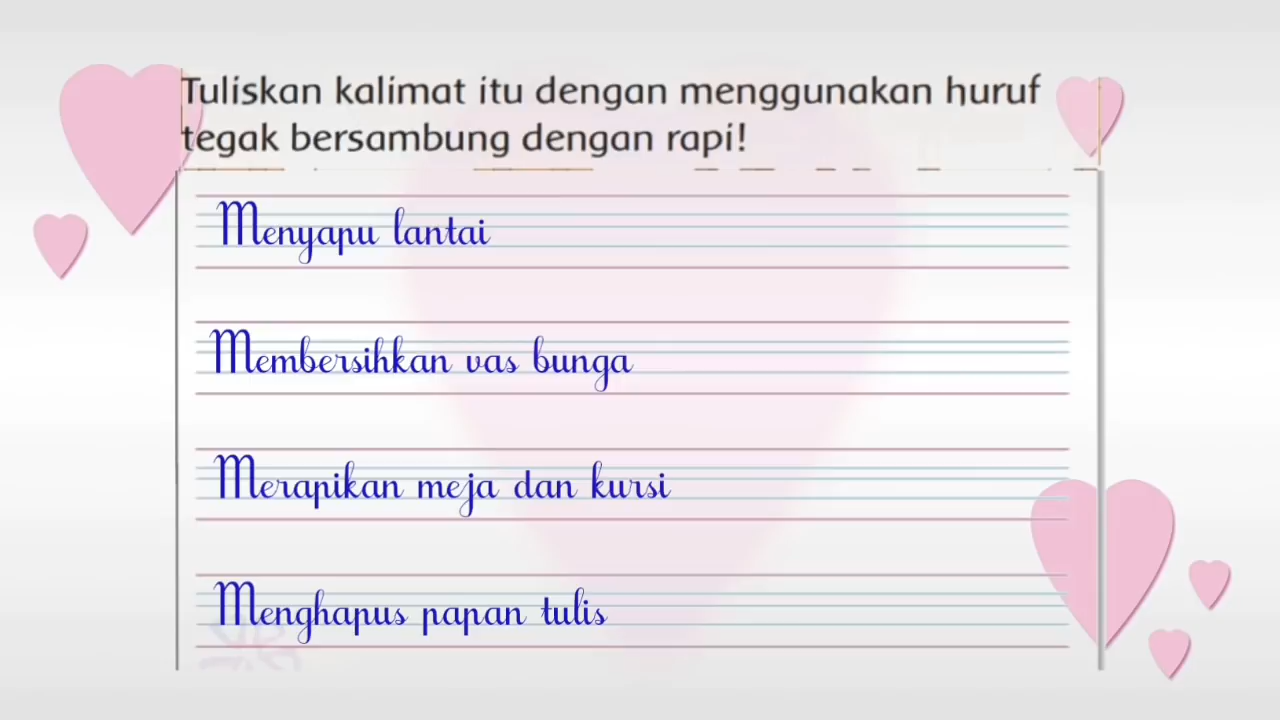 Tuliskan kalimat itu dengan menggunakan huruf
tegak bersambung dengan rapi!
Menyapu lantai
Membersihkan vas bunga
Merapikan meja dan kursi
Menghapus papan tulis